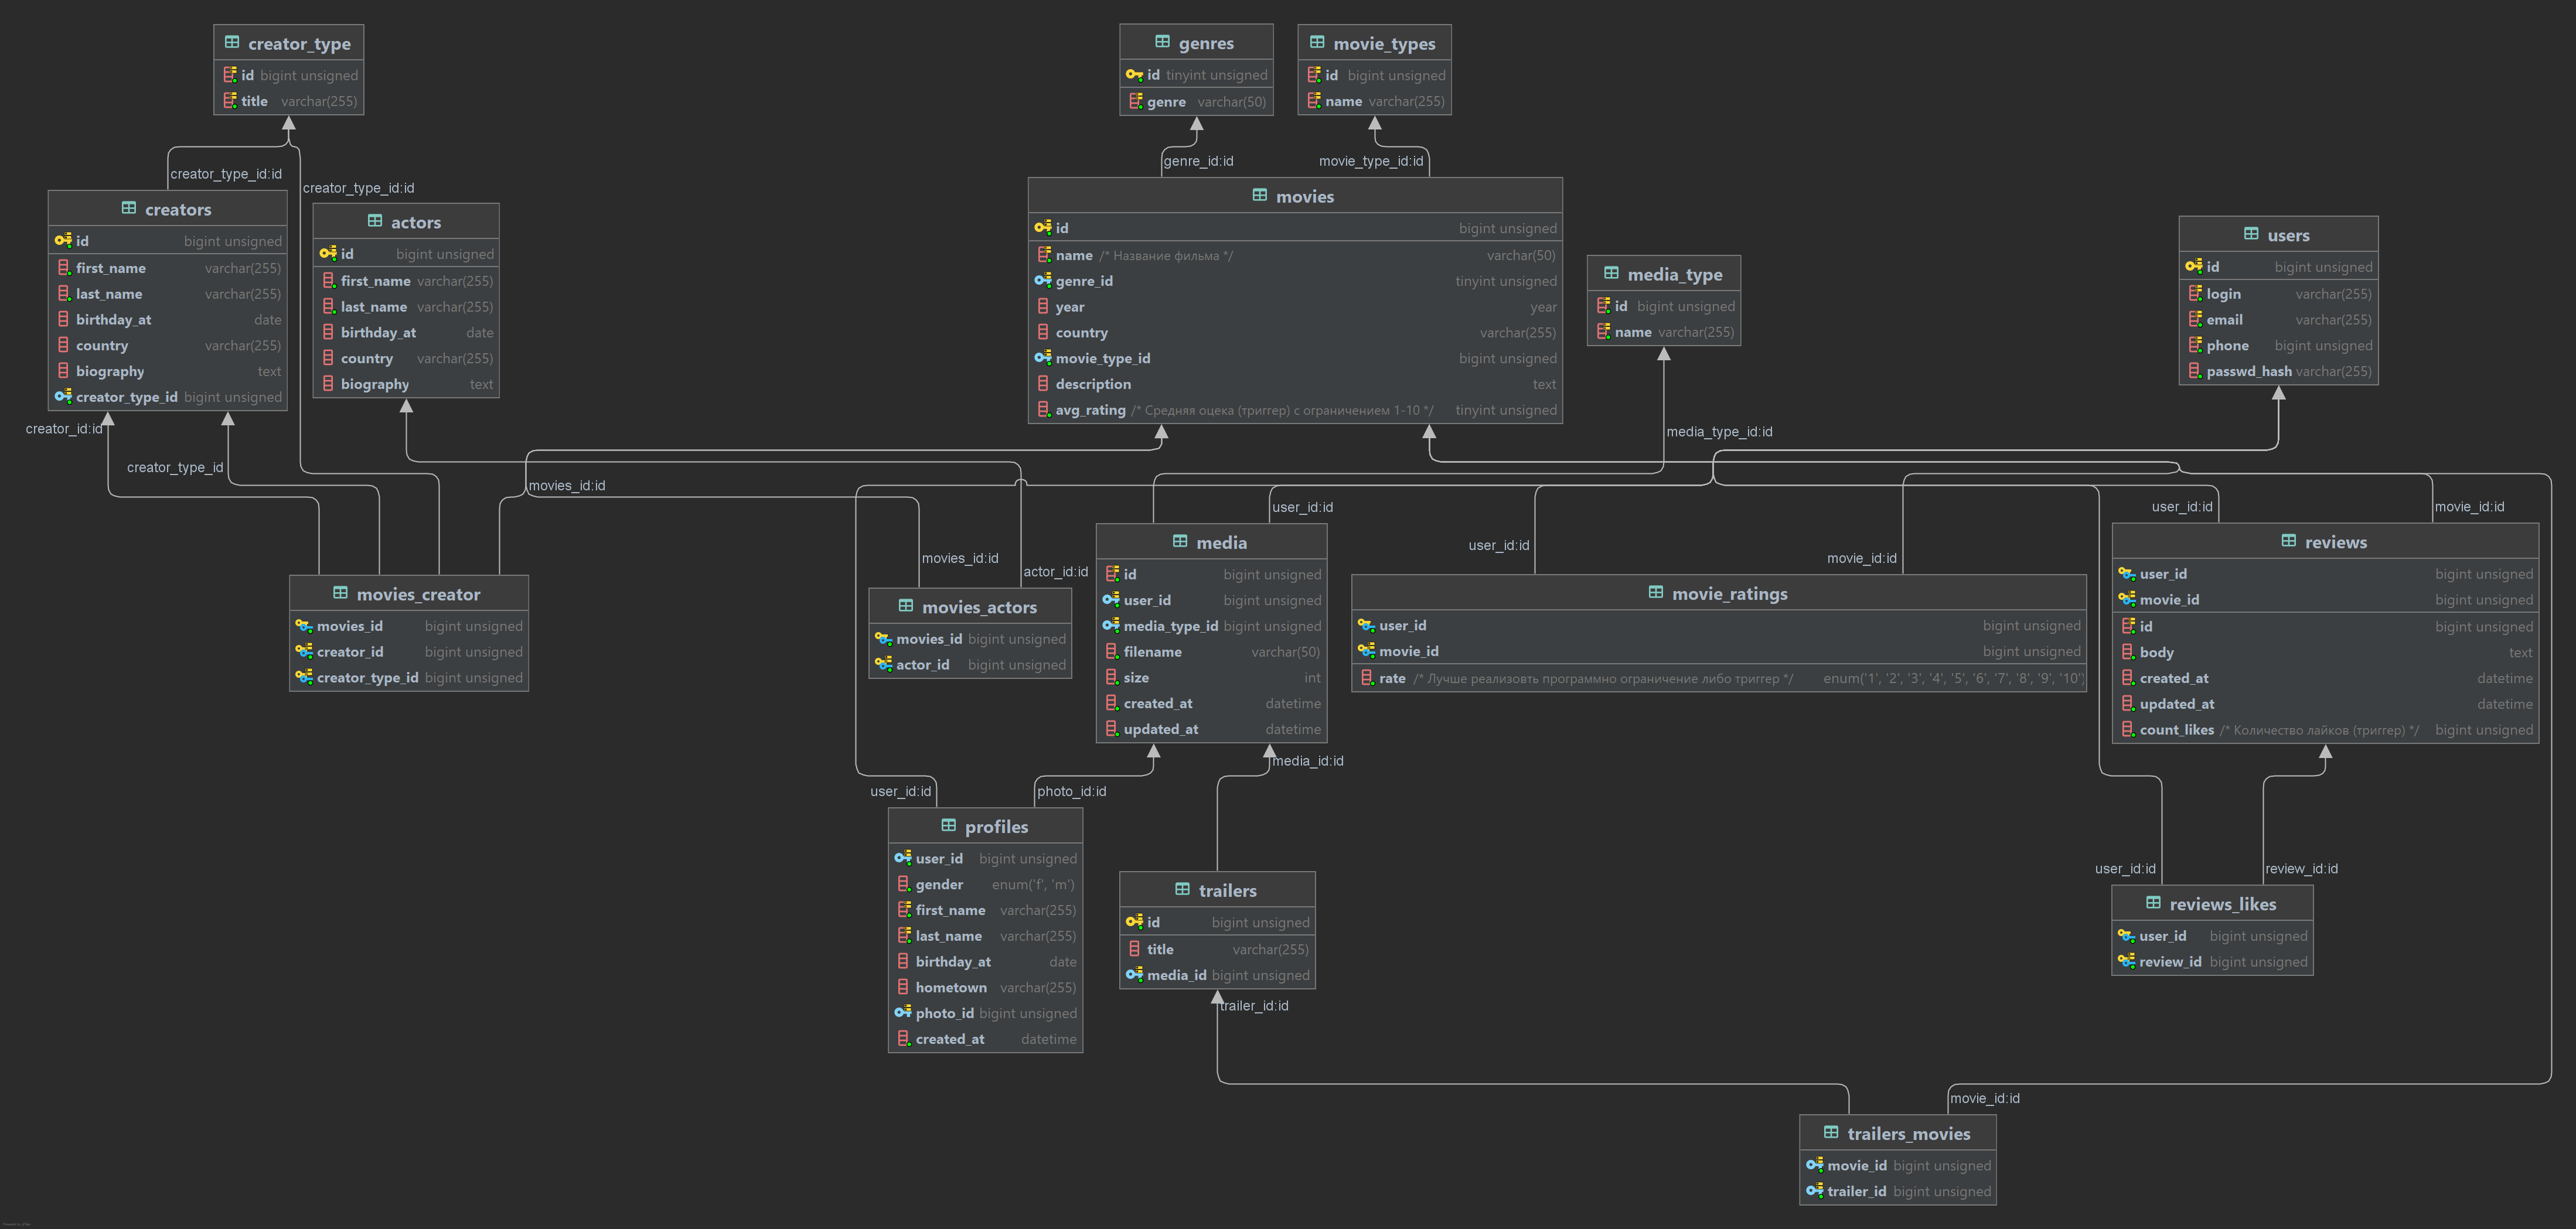 creator_type
id bigint unsigned
title varchar(255)
genres
id tinyint unsigned
genre varchar(50)
movie_types
id bigint unsigned
name varchar(255)
creator_type_id:id
creator_type_id:id
genre_id:id
movie_type_id:id
creators
id bigint unsigned
first_name varchar(255)
last_name varchar(255)
birthday_at date
country varchar(255)
biography text
creator_type_id bigint unsigned
actors
id bigint unsigned
first_name varchar(255)
last_name varchar(255)
birthday_at date
country varchar(255)
biography text
movies
id bigint unsigned
name /* Название фильма */ varchar(50)
genre_id tinyint unsigned
year year
country varchar(255)
movie_type_id bigint unsigned
description text
avg_rating /* Средняя оцека (триггер) с ограничением 1-10 */ tinyint unsigned
media_type
id bigint unsigned
name varchar(255)
users
id bigint unsigned
login varchar(255)
email varchar(255)
phone bigint unsigned
passwd_hash varchar(255)
creator_id:id
creator_type_id
movies_id:id
media_type_id:id
movies_id:id
actor_id:id
user_id:id
user_id:id
movie_id:id
user_id:id
movie_id:id
movies_creator
movies_id bigint unsigned
creator_id bigint unsigned
creator_type_id bigint unsigned
movies_actors
movies_id bigint unsigned
actor_id bigint unsigned
media
id bigint unsigned
user_id bigint unsigned
media_type_id bigint unsigned
filename varchar(50)
size int
created_at datetime
updated_at datetime
movie_ratings
user_id bigint unsigned
movie_id bigint unsigned
rate /* Лучше реализовть программно ограничение либо триггер */ enum('1', '2', '3', '4', '5', '6', '7', '8', '9', '10',
reviews
user_id bigint unsigned
movie_id bigint unsigned
id bigint unsigned
body text
created_at datetime
updated_at datetime
count_likes /* Количество лайков (триггер) */ bigint unsigned
user_id:id
photo_id:id
media_id:id
user_id:id
review_id:id
profiles
user_id bigint unsigned
gender enum('f', 'm')
first_name varchar(255)
last_name varchar(255)
birthday_at date
hometown varchar(255)
photo_id bigint unsigned
created_at datetime
trailers
id bigint unsigned
title varchar(255)
media_id bigint unsigned
reviews_likes
user_id bigint unsigned
review_id bigint unsigned
trailer_id:id
movie_id:id
trailers_movies
movie_id bigint unsigned
trailer_id bigint unsigned